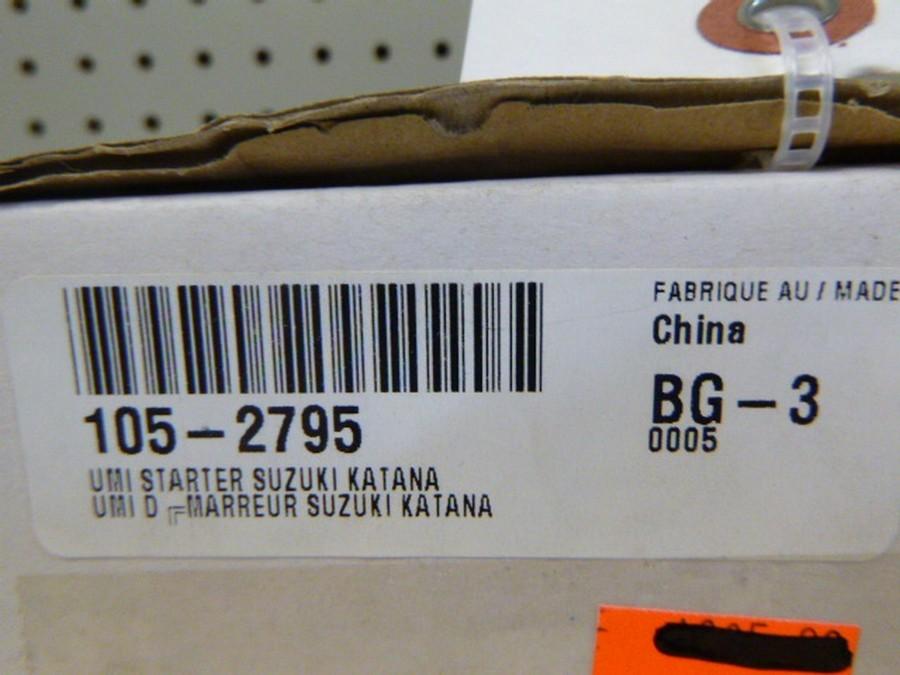 105-2795
UMI STARTER SUZUKI KATANA
UMI D ┌MARREUR SUZUKI KATANA
FABRIQUE AU / MADE
China
BG-3
0005